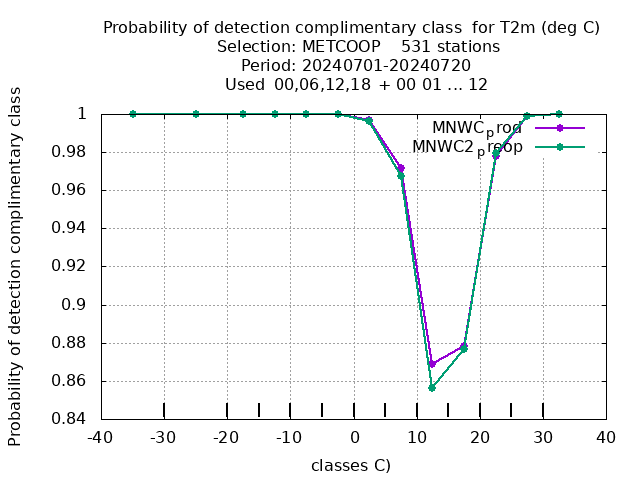 Probability of detection complimentary class  for T2m (deg C)
Selection: METCOOP    531 stations
Period: 20240701-20240720
Used  00,06,12,18 + 00 01 ... 12
Probability of detection complimentary class
1
0.98
0.96
0.94
0.92
0.9
0.88
0.86
0.84
MNWCprod
MNWC2preop
-40 -30 -20 -10 0 10 20 30 40
classes C)